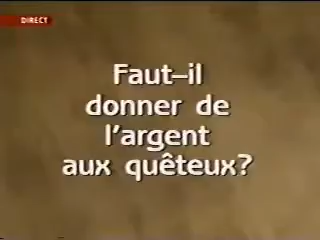 DIRECT
Faut–il
donner de
l'argent
aux quêteux?